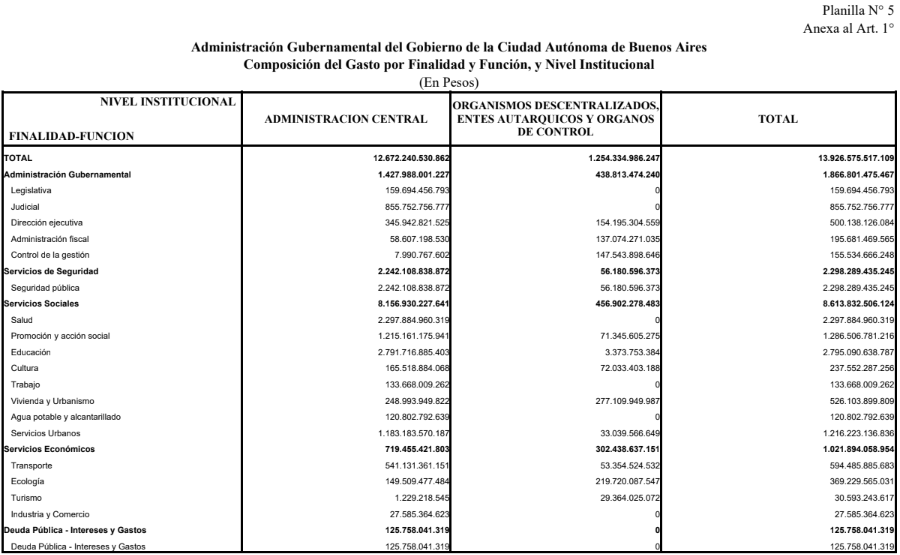 Planilla N° 5
Anexa al Art. 1°
Administración Gubernamental del Gobierno de la Ciudad Autónoma de Buenos Aires
Composición del Gasto por Finalidad y Función, y Nivel Institucional
(En Pesos)
NIVEL INSTITUCIONAL
FINALIDAD-FUNCION
ADMINISTRACION CENTRAL
ORGANISMOS DESCENTRALIZADOS,
ENTES AUTARQUICOS Y ORGANOS
DE CONTROL
TOTAL
TOTAL 12.672.240.530.862 1.254.334.986.247 13.926.575.517.109
Administración Gubernamental 1.427.988.001.227 438.813.474.240 1.866.801.475.467
Legislativa 159.694.456.793 0 159.694.456.793
Judicial 855.752.756.777 0 855.752.756.777
Dirección ejecutiva 345.942.821.525 154.195.304.559 500.138.126.084
Administración fiscal 58.607.198.530 137.074.271.035 195.681.469.565
Control de la gestión 7.990.767.602 147.543.898.646 155.534.666.248
Servicios de Seguridad 2.242.108.838.872 56.180.596.373 2.298.289.435.245
Seguridad pública 2.242.108.838.872 56.180.596.373 2.298.289.435.245
Servicios Sociales 8.156.930.227.641 456.902.278.483 8.613.832.506.124
Salud 2.297.884.960.319 0 2.297.884.960.319
Promoción y acción social 1.215.161.175.941 71.345.605.275 1.286.506.781.216
Educación 2.791.716.885.403 3.373.753.384 2.795.090.638.787
Cultura 165.518.884.068 72.033.403.188 237.552.287.256
Trabajo 133.668.009.262 0 133.668.009.262
Vivienda y Urbanismo 248.993.949.822 277.109.949.987 526.103.899.809
Agua potable y alcantarillado 120.802.792.639 0 120.802.792.639
Servicios Urbanos 1.183.183.570.187 33.039.566.649 1.216.223.136.836
Servicios Económicos 719.455.421.803 302.438.637.151 1.021.894.058.954
Transporte 541.131.361.151 53.354.524.532 594.485.885.683
Ecología 149.509.477.484 219.720.087.547 369.229.565.031
Turismo 1.229.218.545 29.364.025.072 30.593.243.617
Industria y Comercio 27.585.364.623 0 27.585.364.623
Deuda Pública - Intereses y Gastos 125.758.041.319 0 125.758.041.319
Deuda Pública - Intereses y Gastos 125.758.041.319 0 125.758.041.319